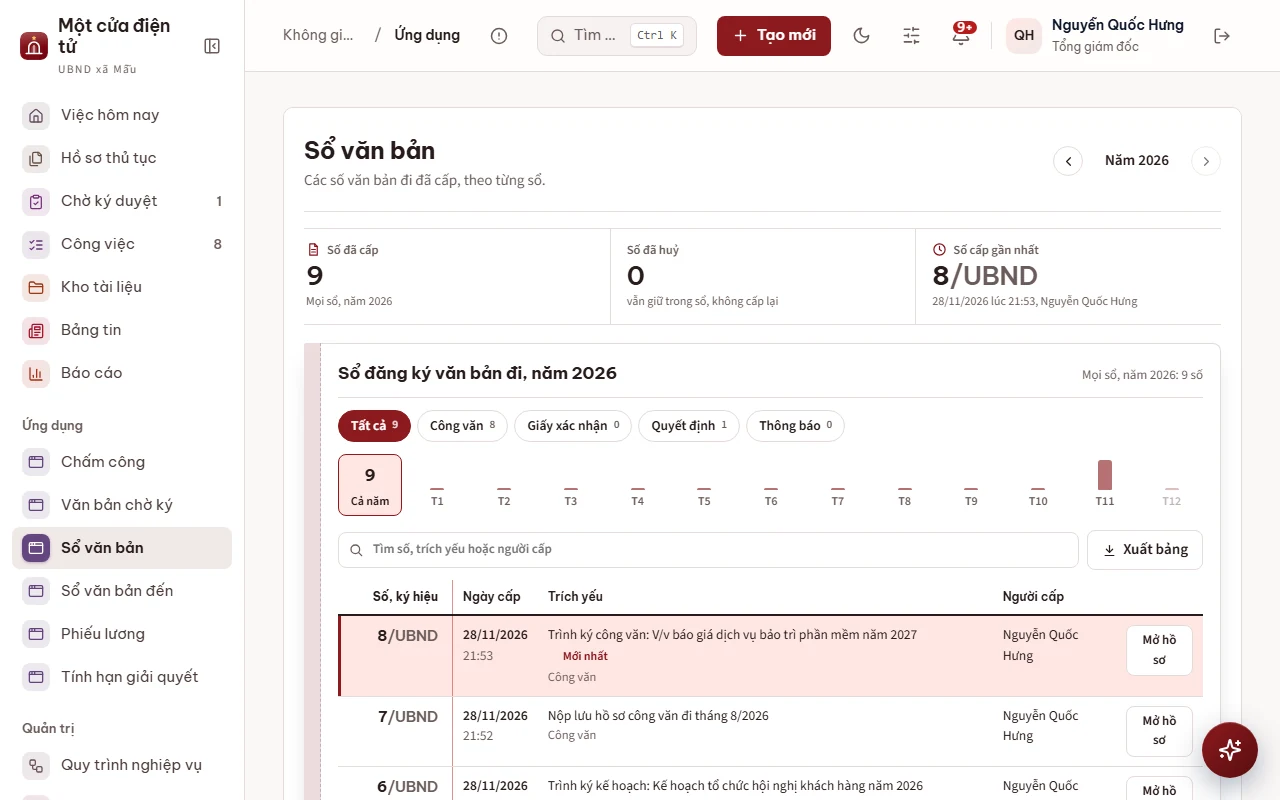 Một cửa điện tử
UBND xã Mẫu
Việc hôm nay
Hồ sơ thủ tục
Chờ ký duyệt 1
Công việc 8
Kho tài liệu
Bảng tin
Báo cáo
Ứng dụng
Chấm công
Văn bản chờ ký
Sổ văn bản
Sổ văn bản đến
Phiếu lương
Tính hạn giải quyết
Quản trị
Quy trình nghiệp vụ
Không gi... / Ứng dụng
Tìm ... Ctrl K
Tạo mới
9+
QH
Nguyễn Quốc Hưng
Tổng giám đốc
Sổ văn bản
Các số văn bản đi đã cấp, theo từng sổ.
Năm 2026
Số đã cấp
9
Mọi sổ, năm 2026
Số đã huỷ
0
vẫn giữ trong sổ, không cấp lại
Số cấp gần nhất
8/UBND
28/11/2026 lúc 21:53, Nguyễn Quốc Hưng
Sổ đăng ký văn bản đi, năm 2026
Mọi sổ, năm 2026: 9 số
Tất cả 9
Công văn 8
Giấy xác nhận 0
Quyết định 1
Thông báo 0
9
Cả năm
T1 T2 T3 T4 T5 T6 T7 T8 T9 T10 T11 T12
Tìm số, trích yếu hoặc người cấp
Xuất bảng
Số, ký hiệu Ngày cấp Trích yếu Người cấp
8/UBND
28/11/2026
21:53
Trình ký công văn: V/v báo giá dịch vụ bảo trì phần mềm năm 2027
Mới nhất
Công văn
Nguyễn Quốc
Hưng
Mở hồ
sơ
7/UBND
28/11/2026
21:52
Nộp lưu hồ sơ công văn đi tháng 8/2026
Công văn
Nguyễn Quốc
Hưng
Mở hồ
sơ
6/UBND
28/11/2026
Trình ký kế hoạch: Kế hoạch tổ chức hội nghị khách hàng năm 2026
Nguyễn Quốc
Mở hồ